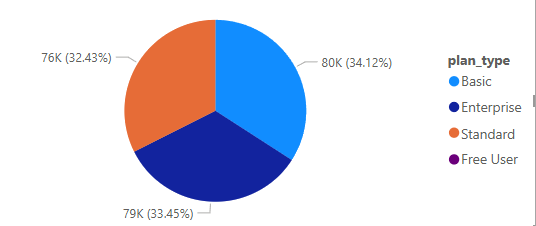 76K (32.43%)
80K (34.12%)
79K (33.45%)
plan_type
Basic
Enterprise
Standard
Free User